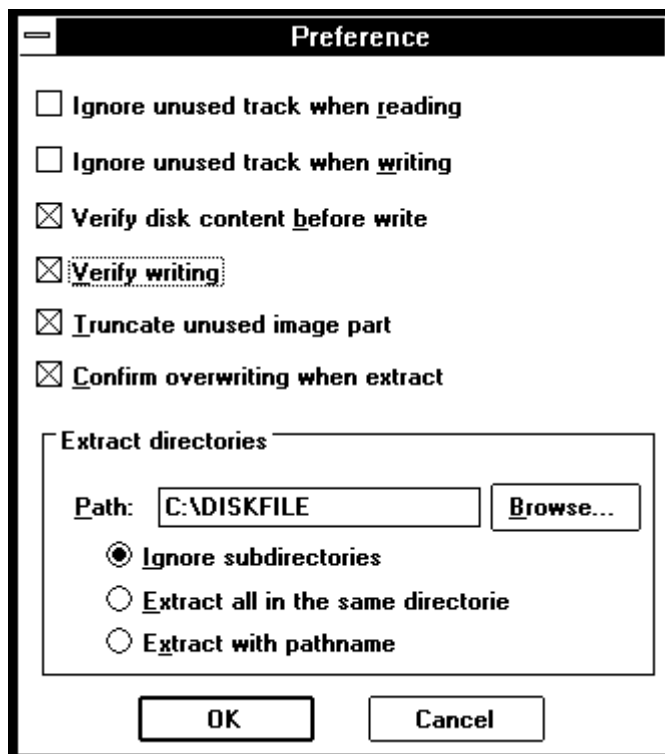 Preference
Ignore unused track when reading
Ignore unused track when writing
Verify disk content before write
Verify writing
Truncate unused image part
Confirm overwriting when extract
Extract directories
Path: C:\DISKFILE Browse...
Ignore subdirectories
Extract all in the same directorie
Extract with pathname
OK Cancel